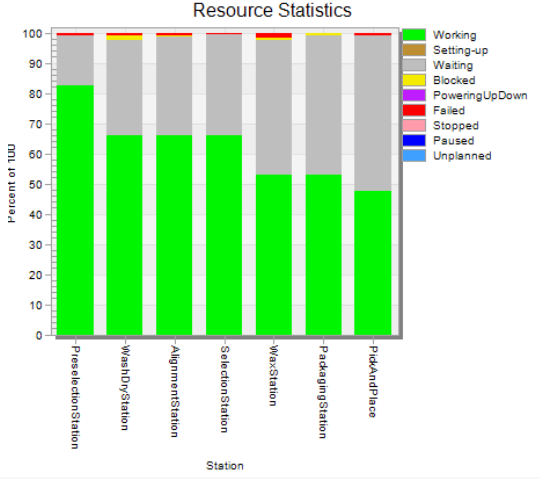 Resource Statistics
100
90
80
70
60
50
40
30
20
10
0
Percent of 100
PreselectionStation
WashDryStation
AlignmentStation
SelectionStation
WaxStation
PackagingStation
PickAndPlace
Station
Working
Setting-up
Waiting
Blocked
PoweringUpDown
Failed
Stopped
Paused
Unplanned